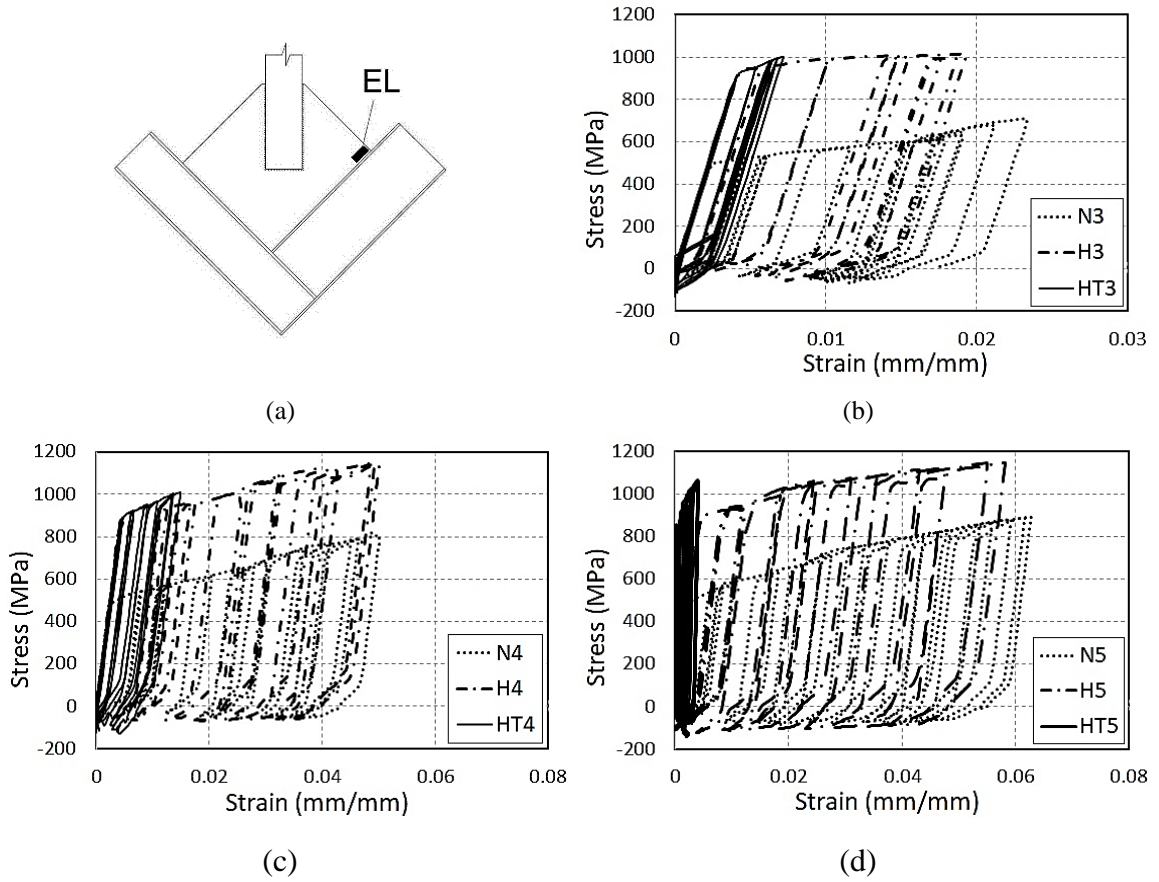 EL
(a)
1200
1000
800
600
400
200
0
-200
Stress (MPa)
N3
H3
HT3
0 0.01 0.02 0.03
Strain (mm/mm)
(b)
1200
1000
800
600
400
200
0
-200
Stress (MPa)
N4
H4
HT4
0 0.02 0.04 0.06 0.08
Strain (mm/mm)
(c)
1200
1000
800
600
400
200
0
-200
Stress (MPa)
N5
H5
HT5
0 0.02 0.04 0.06 0.08
Strain (mm/mm)
(d)